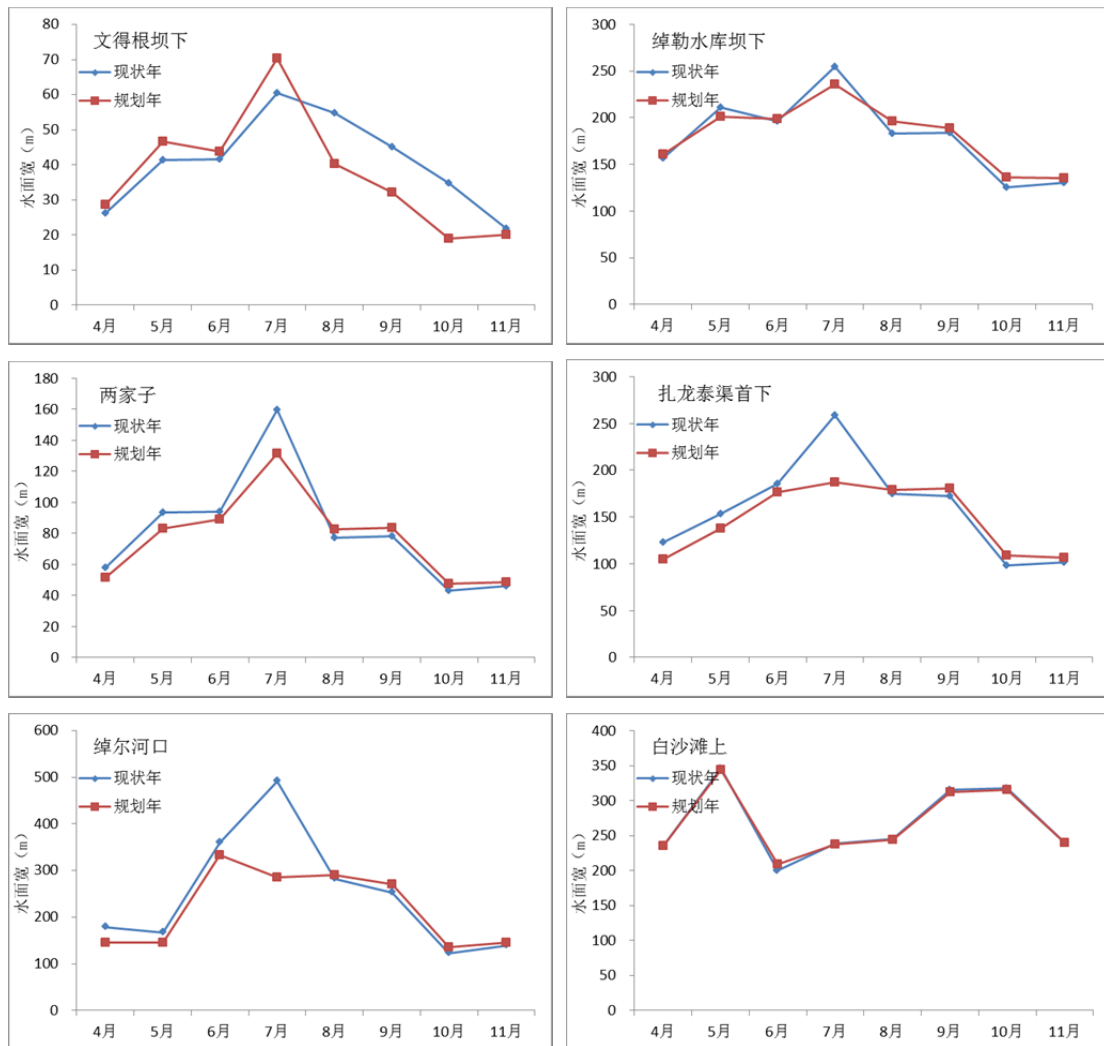 文得根坝下
现状年
规划年
水面宽（m）
80
70
60
50
40
30
20
10
0
4月 5月 6月 7月 8月 9月 10月 11月
绰勒水库坝下
现状年
规划年
水面宽（m）
300
250
200
150
100
50
0
4月 5月 6月 7月 8月 9月 10月 11月
两家子
现状年
规划年
水面宽（m）
180
160
140
120
100
80
60
40
20
0
4月 5月 6月 7月 8月 9月 10月 11月
扎龙泰渠首下
现状年
规划年
水面宽（m）
300
250
200
150
100
50
0
4月 5月 6月 7月 8月 9月 10月 11月
绰尔河口
现状年
规划年
水面宽（m）
600
500
400
300
200
100
0
4月 5月 6月 7月 8月 9月 10月 11月
白沙滩上
现状年
规划年
水面宽（m）
400
350
300
250
200
150
100
50
0
4月 5月 6月 7月 8月 9月 10月 11月